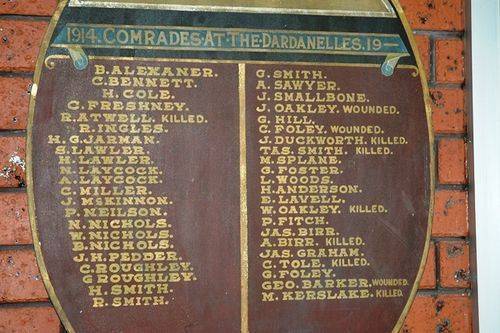 1914. COMRADES. AT. THE. DARDANELLES. 19—
B. ALEXANER.
C. BENNETT.
H. COLE.
C. FRESHNEY.
R. ATWELL. KILLED.
R. INGLES.
H. G. JARMAN.
S. LAWLER.
H. LAWLER.
N. LAYCOCK.
A. LAYCOCK.
C. MILLER.
J. McKINNON.
P. NEILSON.
N. NICHOLS.
W. NICHOLS.
B. NICHOLS.
J. H. PEDDER.
C. ROUGHLEY.
G. ROUGHLEY.
H. SMITH.
R. SMITH.
G. SMITH.
A. SAWYER.
J. SMALLBONE.
J. OAKLEY. WOUNDED.
G. HILL.
C. FOLEY. WOUNDED.
J. DUCKWORTH. KILLED.
TAS. SMITH. KILLED.
M. SPLANE.
G. FOSTER.
L. WOODS.
H. ANDERSON.
E. LAVELL.
W. OAKLEY. KILLED.
D. FITCH.
JAS. BIRR.
A. BIRR. KILLED.
JAS. GRAHAM.
C. TOLE. KILLED.
G. FOLEY.
GEO. BARKER. WOUNDED.
M. KERSLAKE. KILLED.